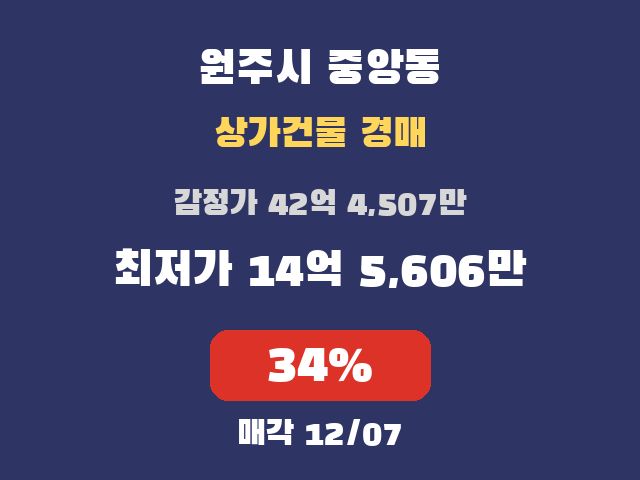 원주시 중앙동
상가건물 경매
감정가 42억 4,507만
최저가 14억 5,606만
34%
매각 12/07